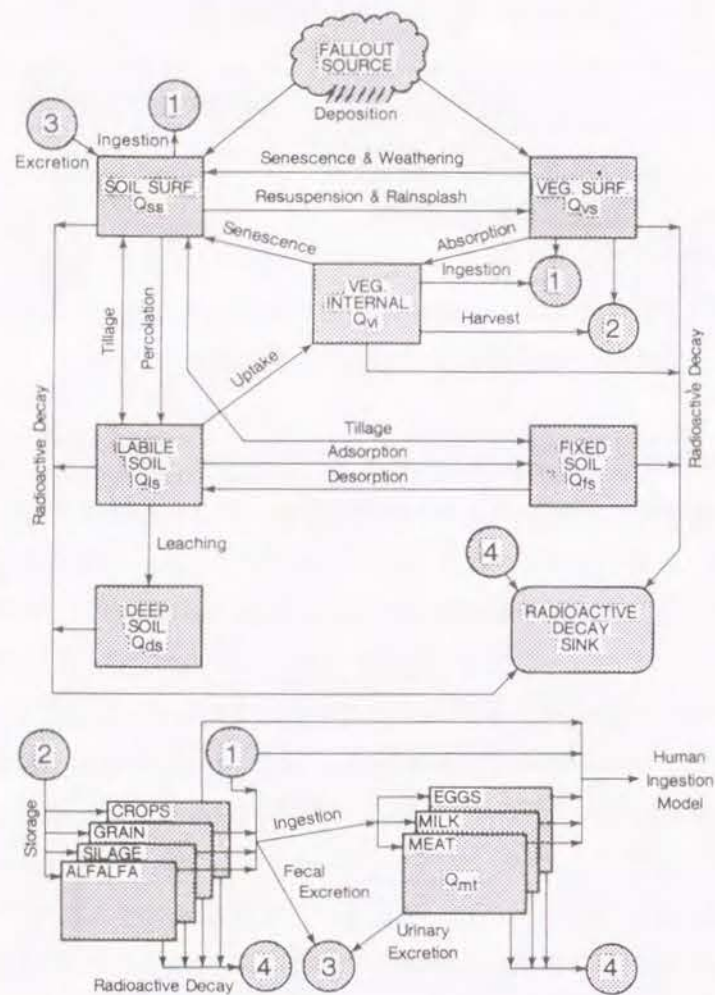 FALLOUT
SOURCE
Deposition
1
3
Ingestion
Excretion
Senescence & Weathering
SOIL SURF.
Qss
Resuspension & Rainsplash
VEG. SURF.
Qvs
Senescence
Absorption
Ingestion
1
VEG.
INTERNAL
Qvi
Harvest
2
Tillage
Percolation
Uptake
Radioactive Decay
Radioactive Decay
Tillage
lLABILE
SOIL
Qls
Adsorption
Desorption
FIXED
SOIL
Qfs
Leaching
4
DEEP
SOIL
Qds
RADIOACTIVE
DECAY
SINK
2
1
Storage
CROPS
GRAIN
SILAGE
ALFALFA
Ingestion
EGGS
MILK
MEAT
Qmt
Human
Ingestion
Model
Fecal
Excretion
Urinary
Excretion
4
3
4
Radioactive Decay